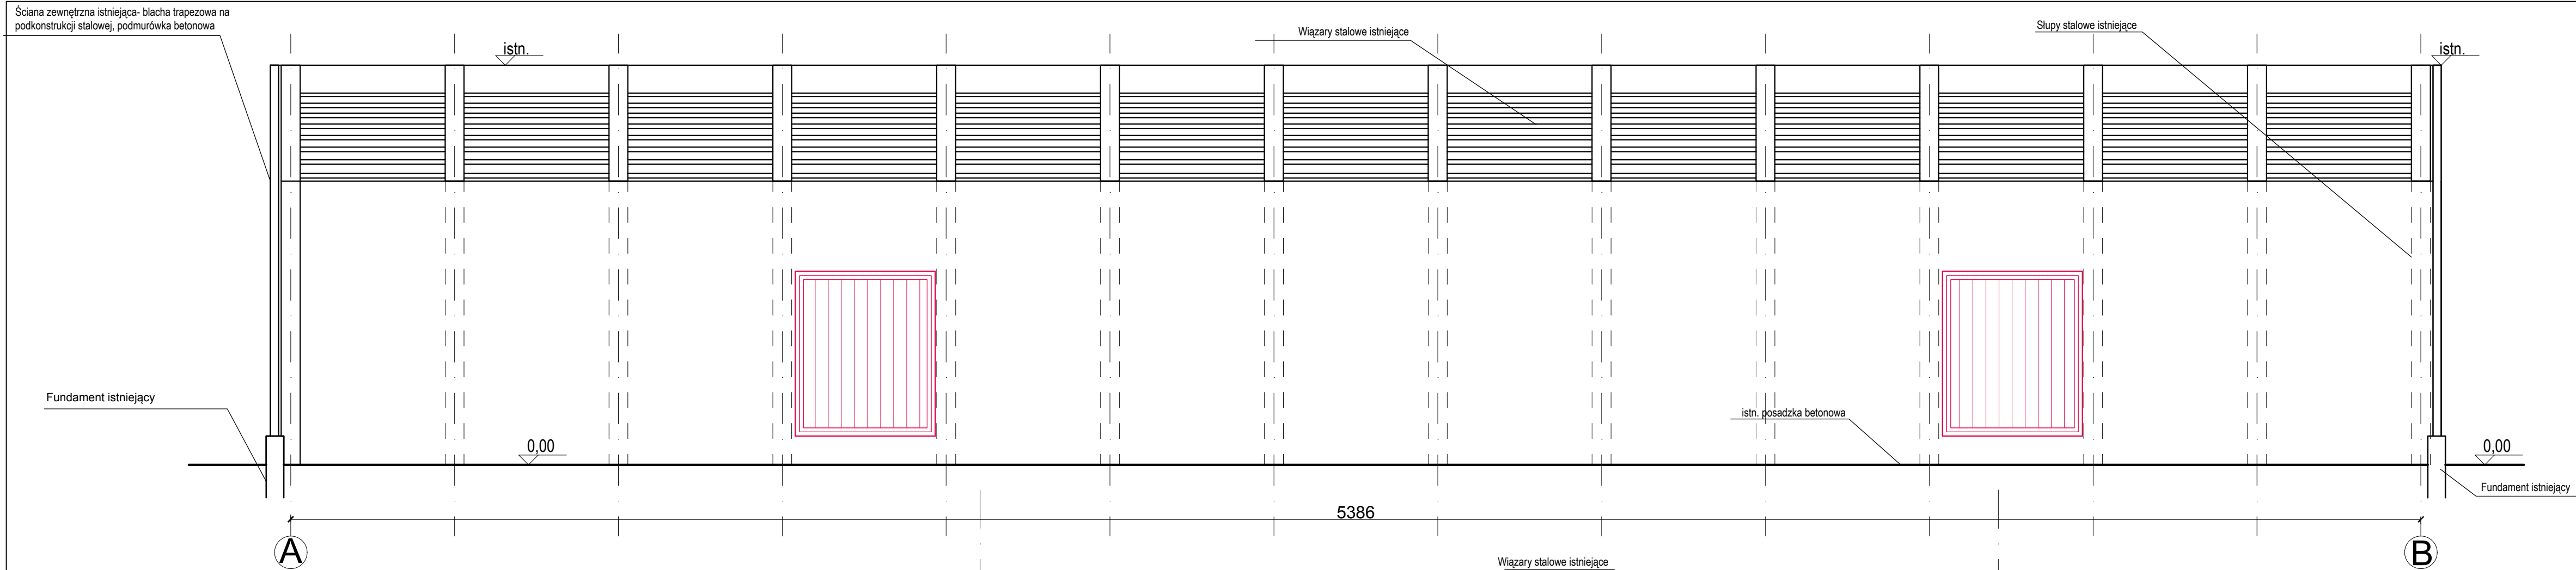 Ściana zewnętrzna istniejąca- blacha trapezowa na
podkonstrukcji stalowej, podmurówka betonowa
istn.
Wiązary stalowe istniejące
Słupy stalowe istniejące
istn.
Fundament istniejący
istn. posadzka betonowa
0,00
0,00
Fundament istniejący
5386
A
B
Wiązary stalowe istniejące